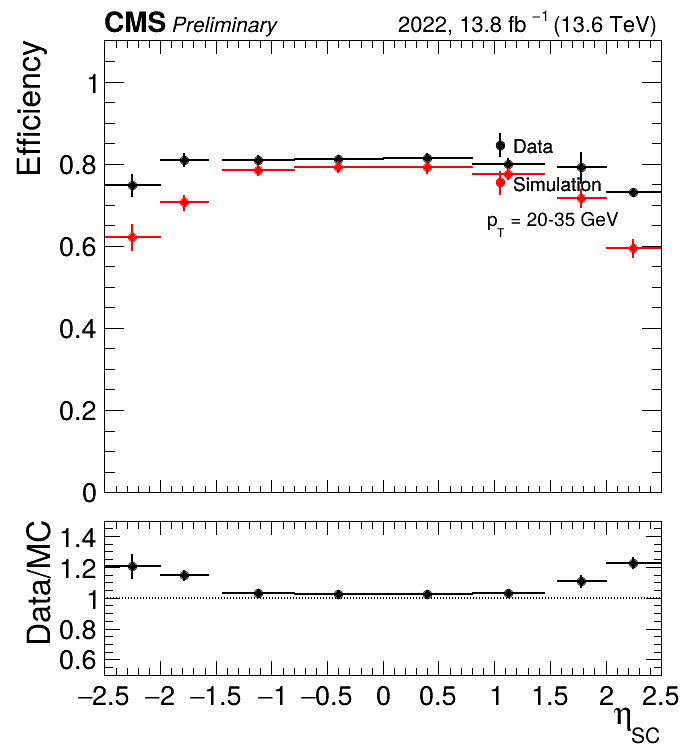 CMS Preliminary 2022, 13.8 fb⁻¹ (13.6 TeV)
Efficiency
1
0.8
0.6
0.4
0.2
0
Data
Simulation
p_T = 20-35 GeV
Data/MC
1.4
1.2
1
0.8
0.6
−2.5 −2 −1.5 −1 −0.5 0 0.5 1 1.5 2 2.5
η_SC